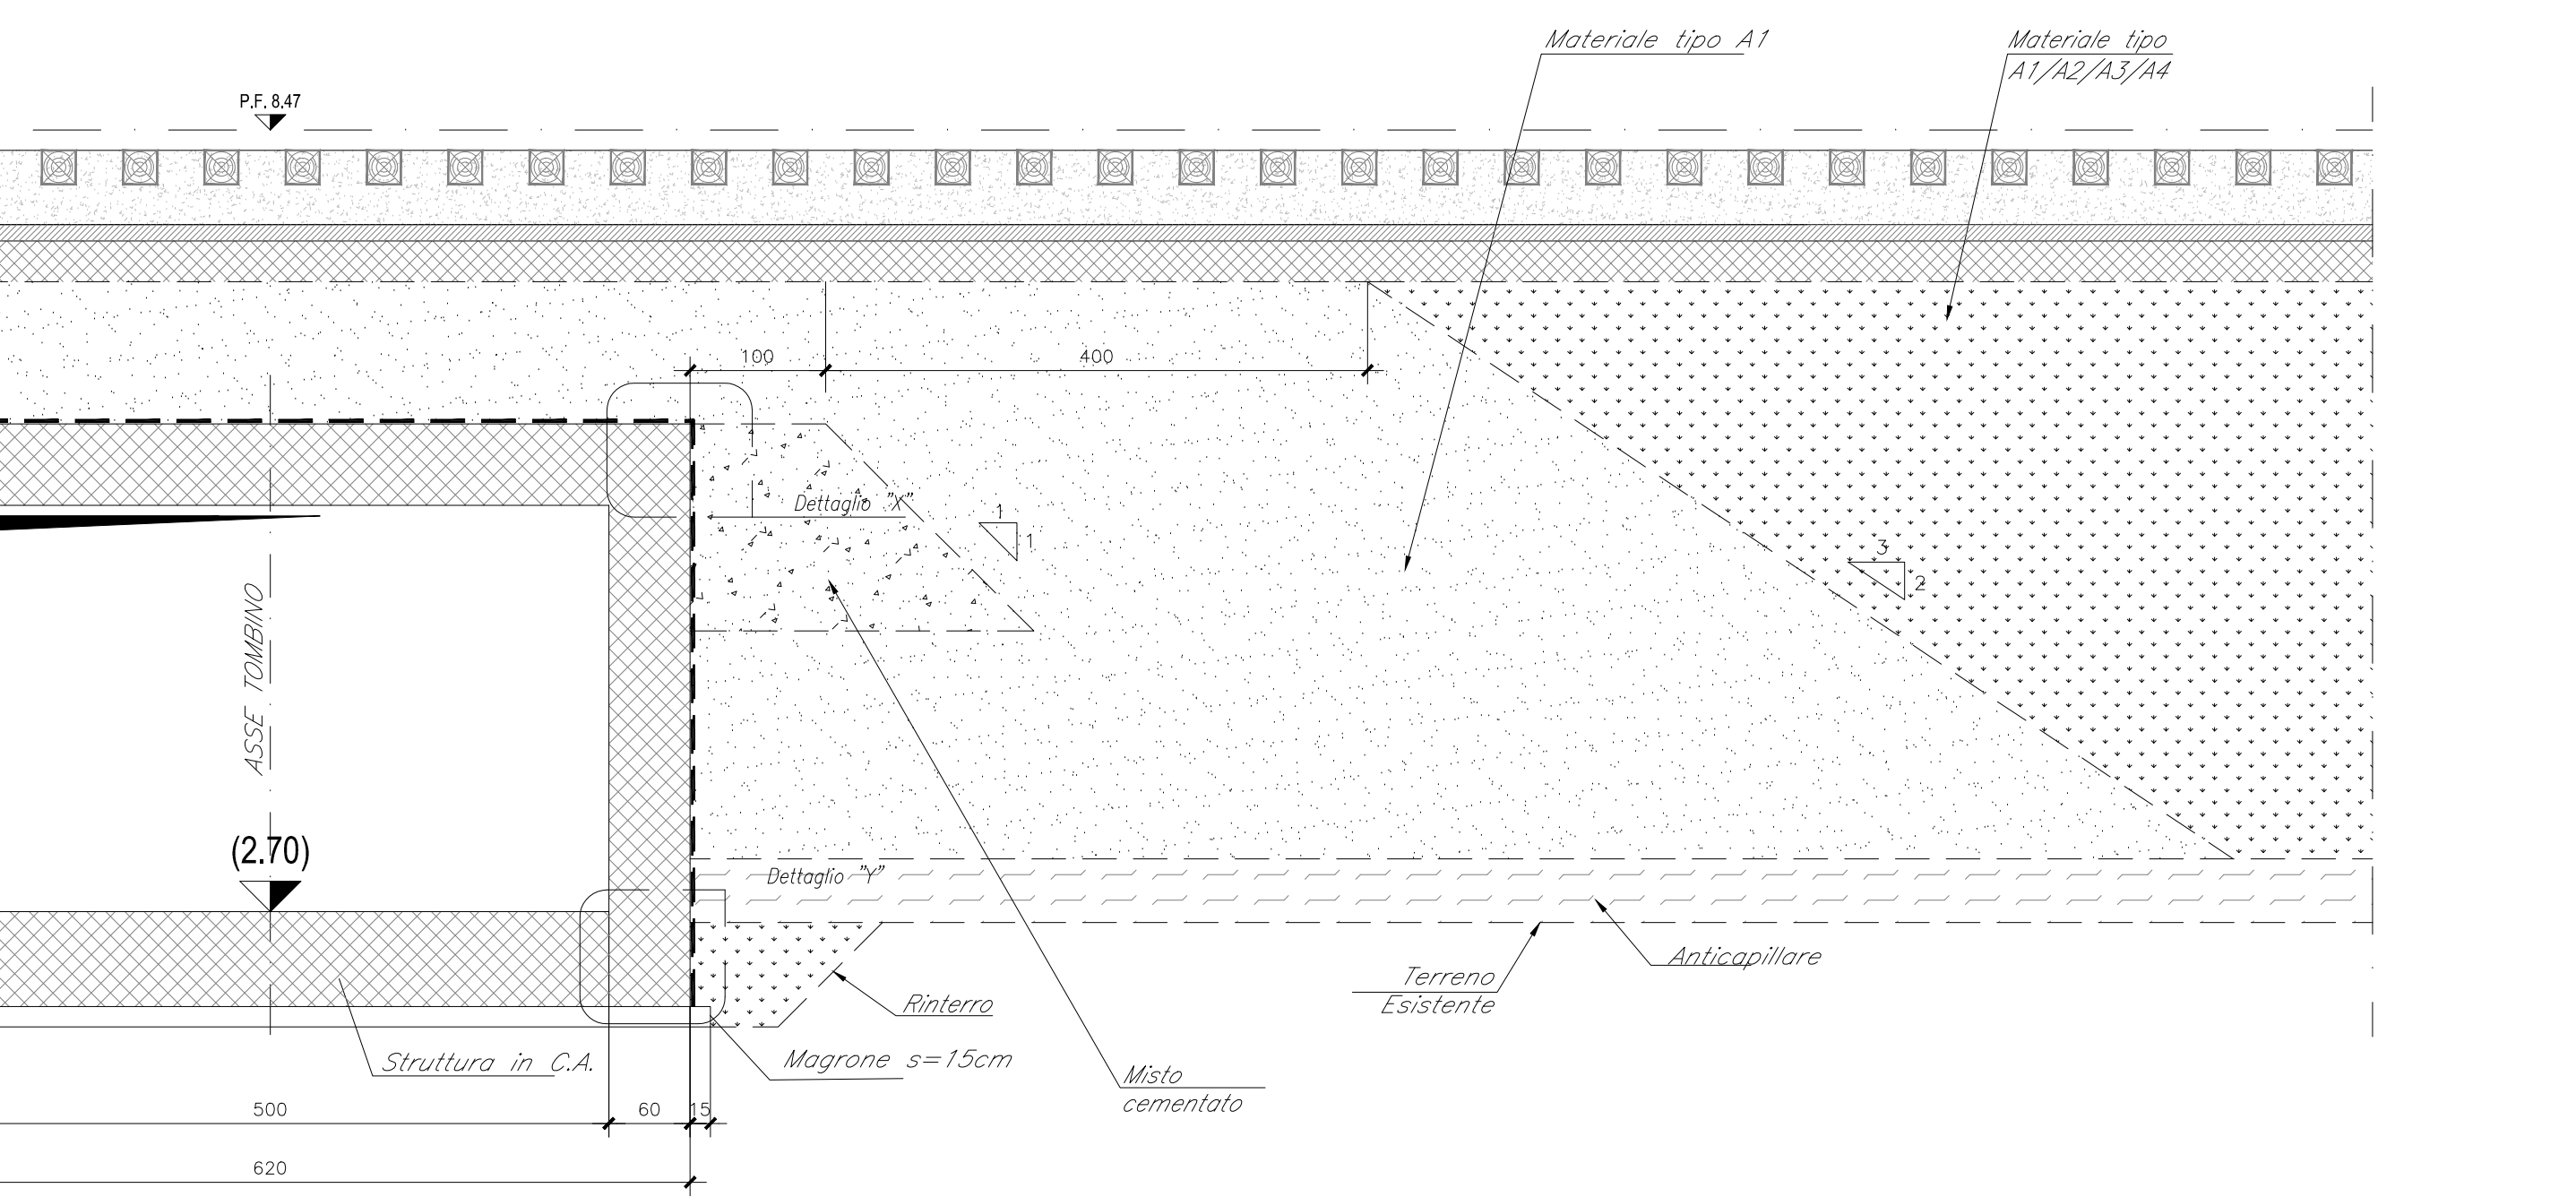 Materiale tipo A1
Materiale tipo
A1/A2/A3/A4
P.F. 8.47
100
400
Dettaglio "X"
1
1
3
2
ASSE TOMBINO
(2.70)
Dettaglio "Y"
Anticapillare
Terreno
Esistente
Rinterro
Struttura in C.A.
Magrone s=15cm
Misto
cementato
500
60
15
620